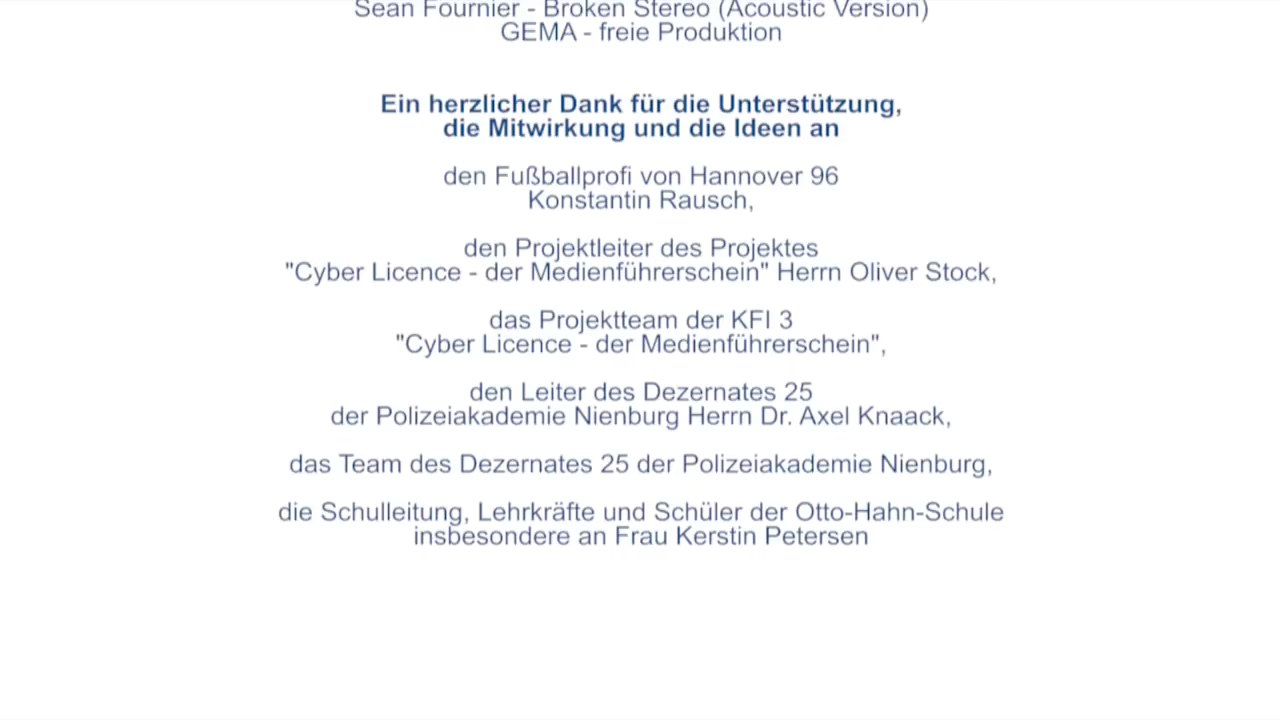 Sean Fournier - Broken Stereo (Acoustic Version)
GEMA - freie Produktion
Ein herzlicher Dank für die Unterstützung,
die Mitwirkung und die Ideen an
den Fußballprofi von Hannover 96
Konstantin Rausch,
den Projektleiter des Projektes
"Cyber Licence - der Medienführerschein" Herrn Oliver Stock,
das Projektteam der KFI 3
"Cyber Licence - der Medienführerschein",
den Leiter des Dezernates 25
der Polizeiakademie Nienburg Herrn Dr. Axel Knaack,
das Team des Dezernates 25 der Polizeiakademie Nienburg,
die Schulleitung, Lehrkräfte und Schüler der Otto-Hahn-Schule
insbesondere an Frau Kerstin Petersen